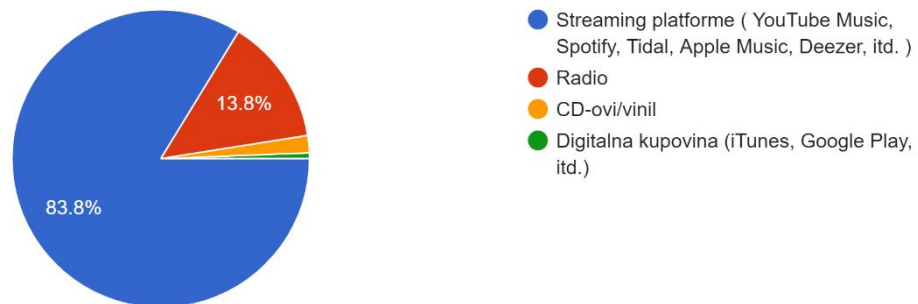 Streaming platforme ( YouTube Music,
Spotify, Tidal, Apple Music, Deezer, itd. )
Radio
CD-ovi/vinil
Digitalna kupovina (iTunes, Google Play,
itd.)
13.8%
83.8%